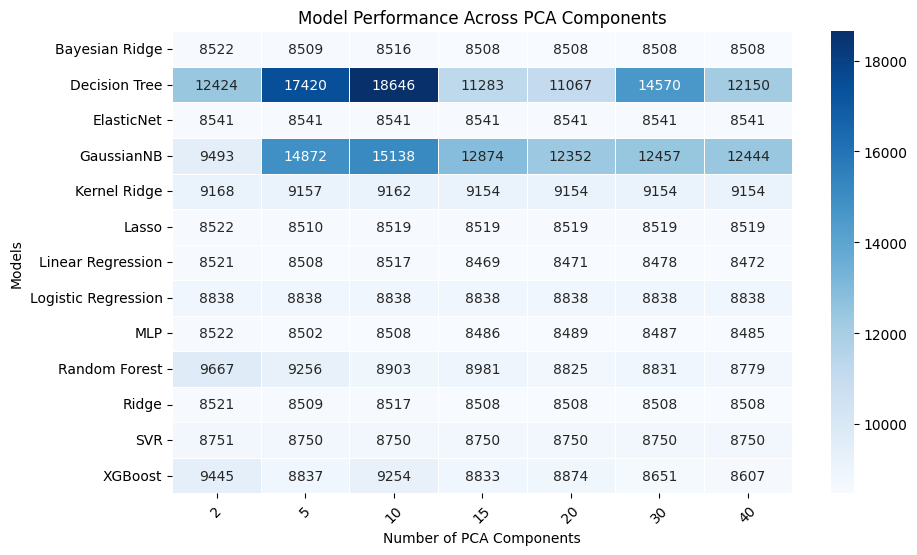 Model Performance Across PCA Components
Models
Bayesian Ridge 8522 8509 8516 8508 8508 8508 8508
Decision Tree 12424 17420 18646 11283 11067 14570 12150
ElasticNet 8541 8541 8541 8541 8541 8541 8541
GaussianNB 9493 14872 15138 12874 12352 12457 12444
Kernel Ridge 9168 9157 9162 9154 9154 9154 9154
Lasso 8522 8510 8519 8519 8519 8519 8519
Linear Regression 8521 8508 8517 8469 8471 8478 8472
Logistic Regression 8838 8838 8838 8838 8838 8838 8838
MLP 8522 8502 8508 8486 8489 8487 8485
Random Forest 9667 9256 8903 8981 8825 8831 8779
Ridge 8521 8509 8517 8508 8508 8508 8508
SVR 8751 8750 8750 8750 8750 8750 8750
XGBoost 9445 8837 9254 8833 8874 8651 8607
2 5 10 15 20 30 40
Number of PCA Components
18000
16000
14000
12000
10000